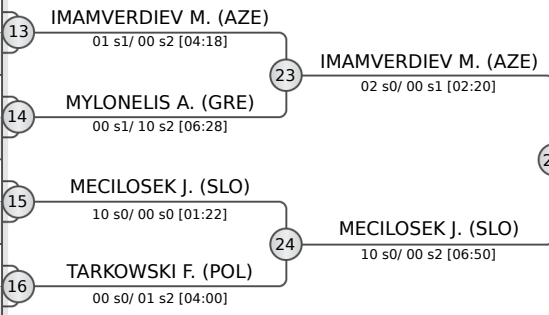 13
IMAMVERDIEV M. (AZE)
01 s1/ 00 s2 [04:18]
23
IMAMVERDIEV M. (AZE)
02 s0/ 00 s1 [02:20]
14
MYLONELIS A. (GRE)
00 s1/ 10 s2 [06:28]
15
MECILOSEK J. (SLO)
10 s0/ 00 s0 [01:22]
24
MECILOSEK J. (SLO)
10 s0/ 00 s2 [06:50]
16
TARKOWSKI F. (POL)
00 s0/ 01 s2 [04:00]